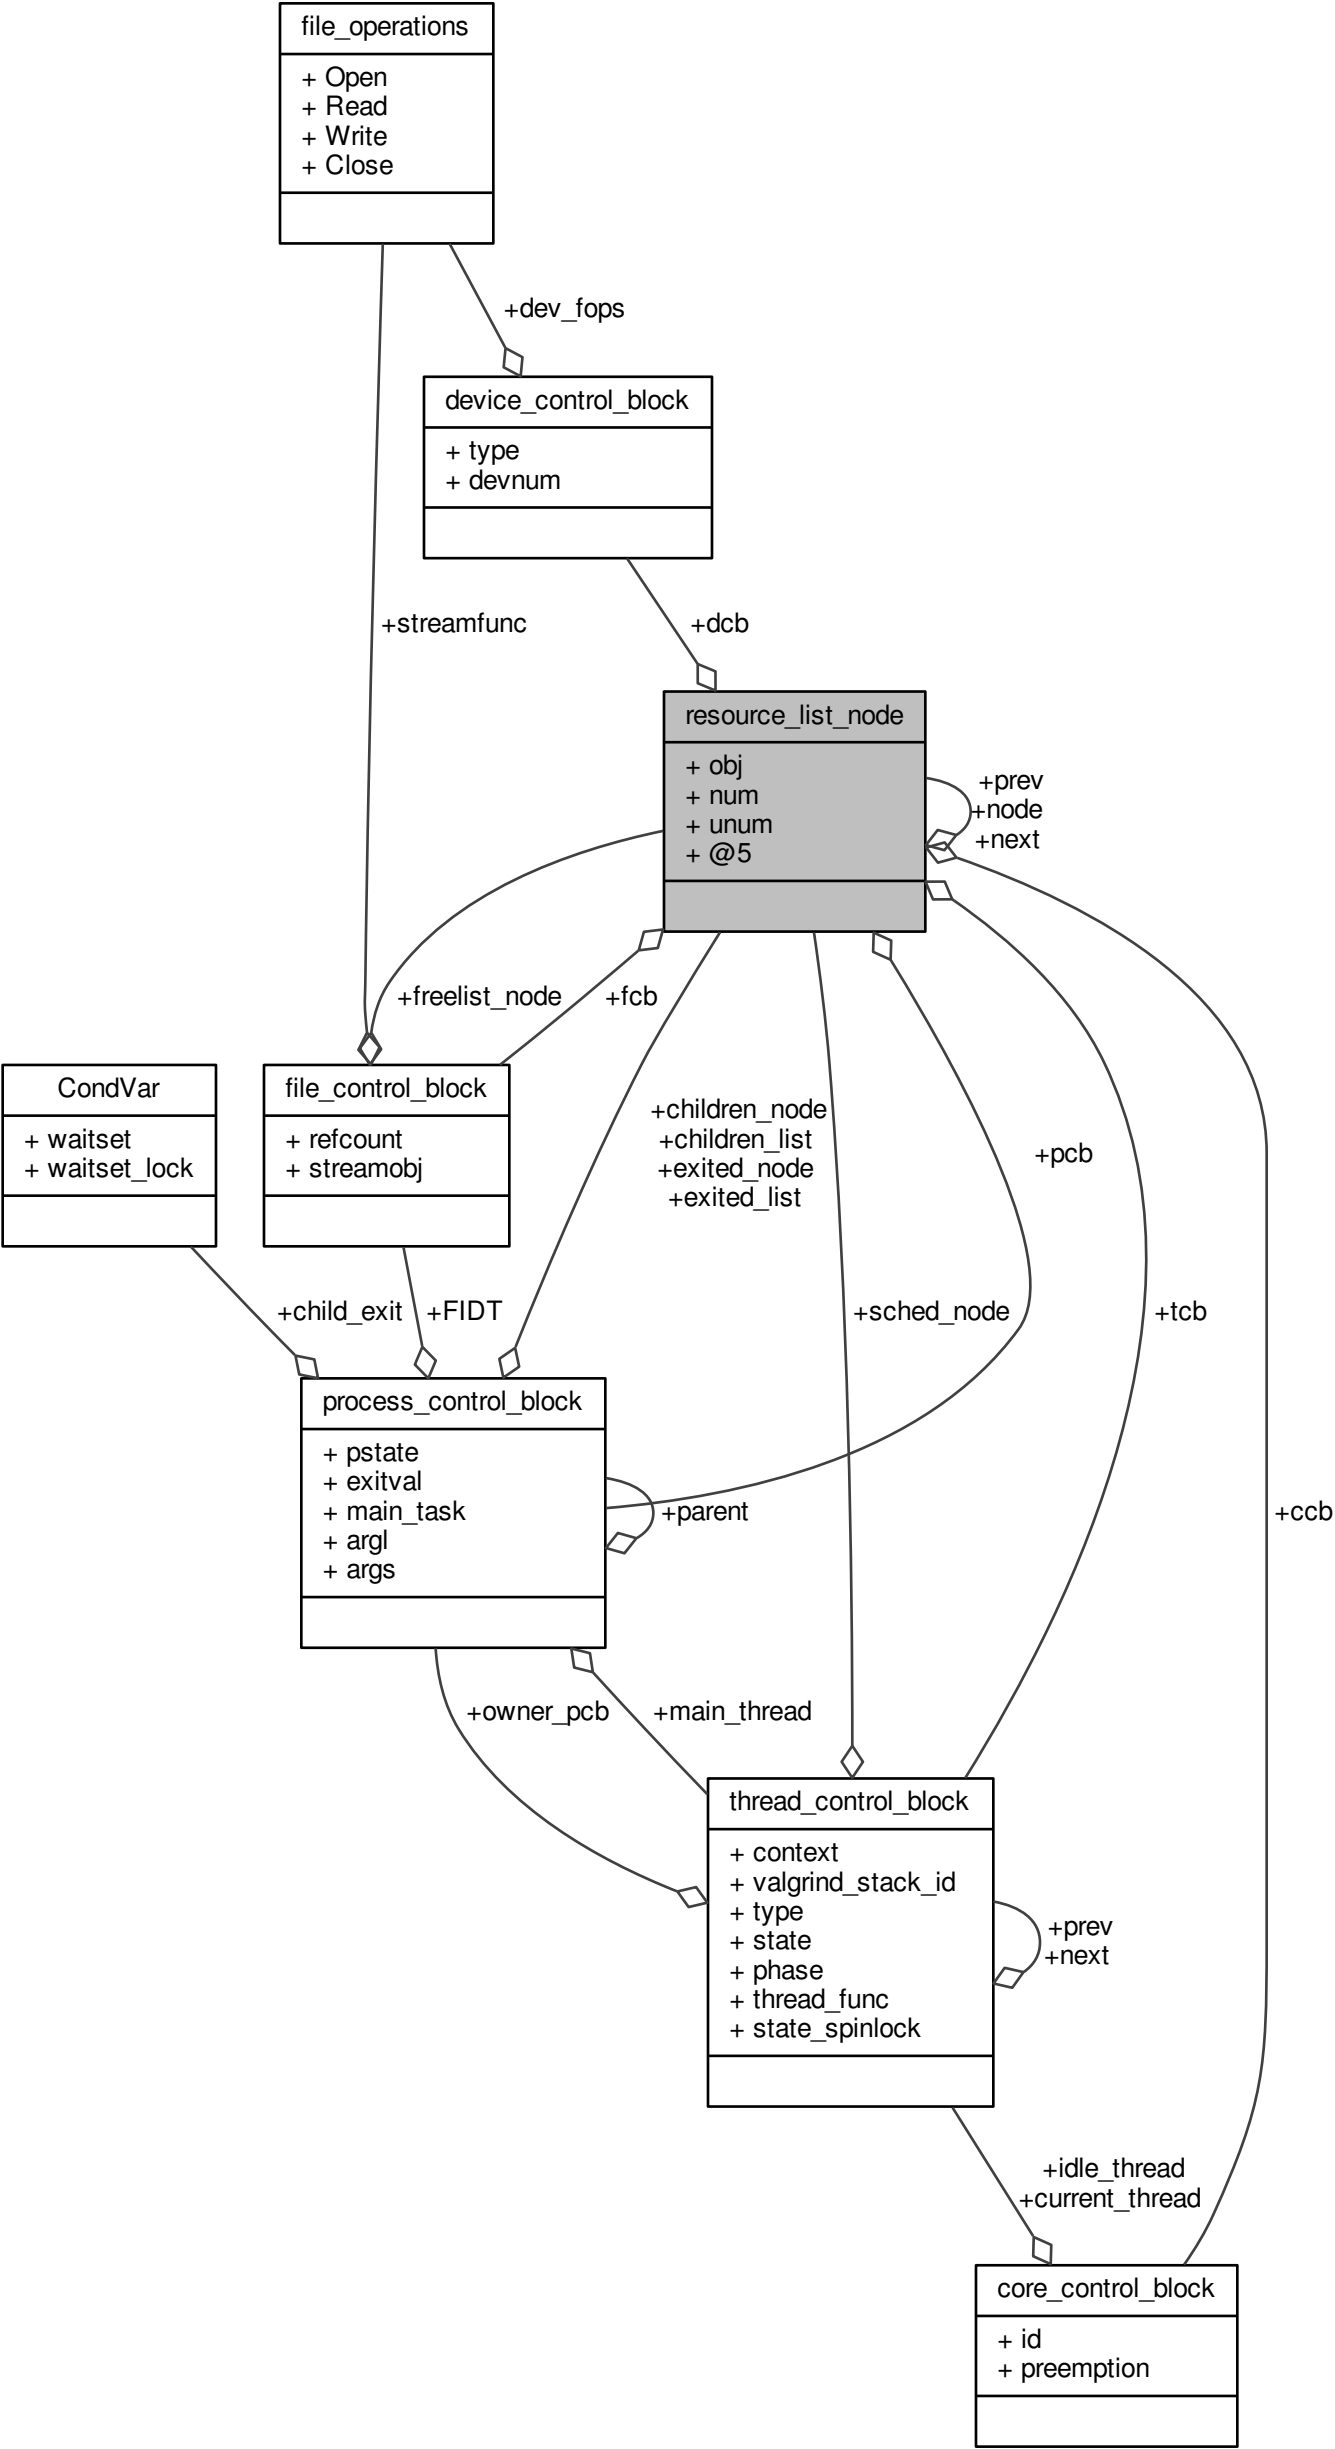 file_operations
+ Open
+ Read
+ Write
+ Close
+dev_fops
device_control_block
+ type
+ devnum
+streamfunc
+dcb
resource_list_node
+ obj
+ num
+ unum
+ @5
+prev
+node
+next
+freelist_node
+fcb
CondVar
+ waitset
+ waitset_lock
file_control_block
+ refcount
+ streamobj
+children_node
+children_list
+exited_node
+exited_list
+pcb
+child_exit
+FIDT
+sched_node
+tcb
process_control_block
+ pstate
+ exitval
+ main_task
+ argl
+ args
+parent
+ccb
+owner_pcb
+main_thread
thread_control_block
+ context
+ valgrind_stack_id
+ type
+ state
+ phase
+ thread_func
+ state_spinlock
+prev
+next
+idle_thread
+current_thread
core_control_block
+ id
+ preemption